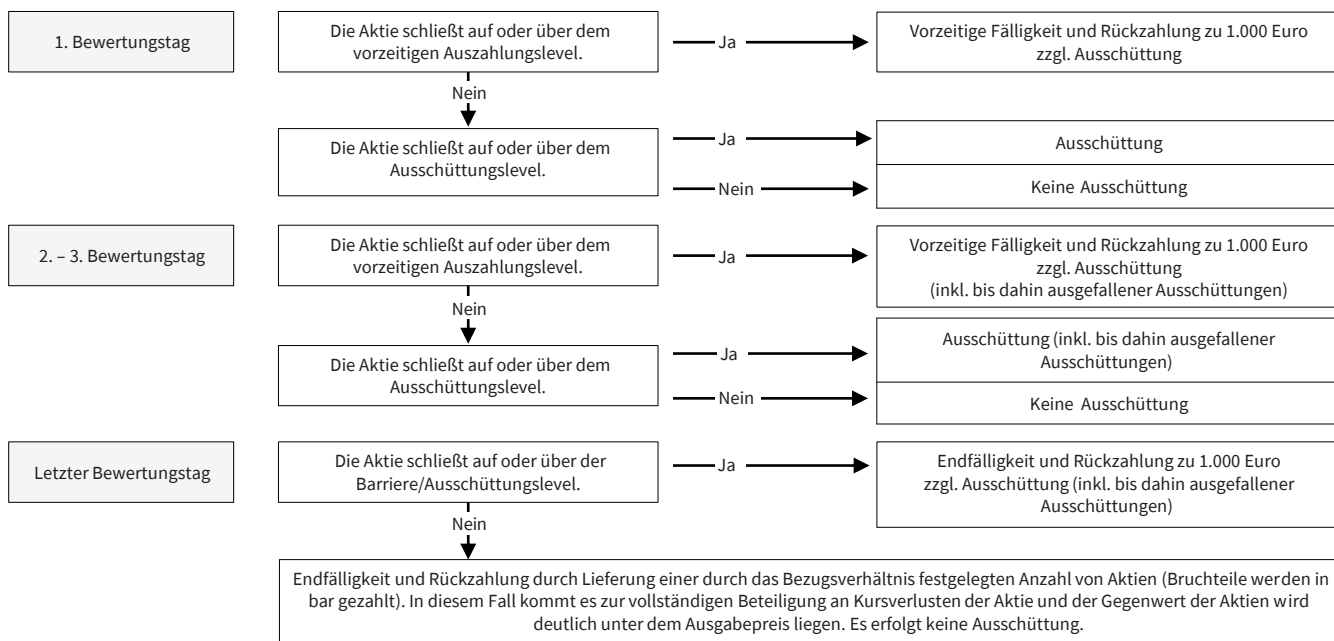 1. Bewertungstag
Die Aktie schließt auf oder über dem
vorzeitigen Auszahlungslevel.
Ja
Vorzeitige Fälligkeit und Rückzahlung zu 1.000 Euro
zzgl. Ausschüttung
Nein
Die Aktie schließt auf oder über dem
Ausschüttungslevel.
Ja
Ausschüttung
Nein
Keine Ausschüttung
2. – 3. Bewertungstag
Die Aktie schließt auf oder über dem
vorzeitigen Auszahlungslevel.
Ja
Vorzeitige Fälligkeit und Rückzahlung zu 1.000 Euro
zzgl. Ausschüttung
(inkl. bis dahin ausgefallener Ausschüttungen)
Nein
Die Aktie schließt auf oder über dem
Ausschüttungslevel.
Ja
Ausschüttung (inkl. bis dahin ausgefallener
Ausschüttungen)
Nein
Keine Ausschüttung
Letzter Bewertungstag
Die Aktie schließt auf oder über der
Barriere/Ausschüttungslevel.
Ja
Endfälligkeit und Rückzahlung zu 1.000 Euro
zzgl. Ausschüttung (inkl. bis dahin ausgefallener
Ausschüttungen)
Nein
Endfälligkeit und Rückzahlung durch Lieferung einer durch das Bezugsverhältnis festgelegten Anzahl von Aktien (Bruchteile werden in
bar gezahlt). In diesem Fall kommt es zur vollständigen Beteiligung an Kursverlusten der Aktie und der Gegenwert der Aktien wird
deutlich unter dem Ausgabepreis liegen. Es erfolgt keine Ausschüttung.